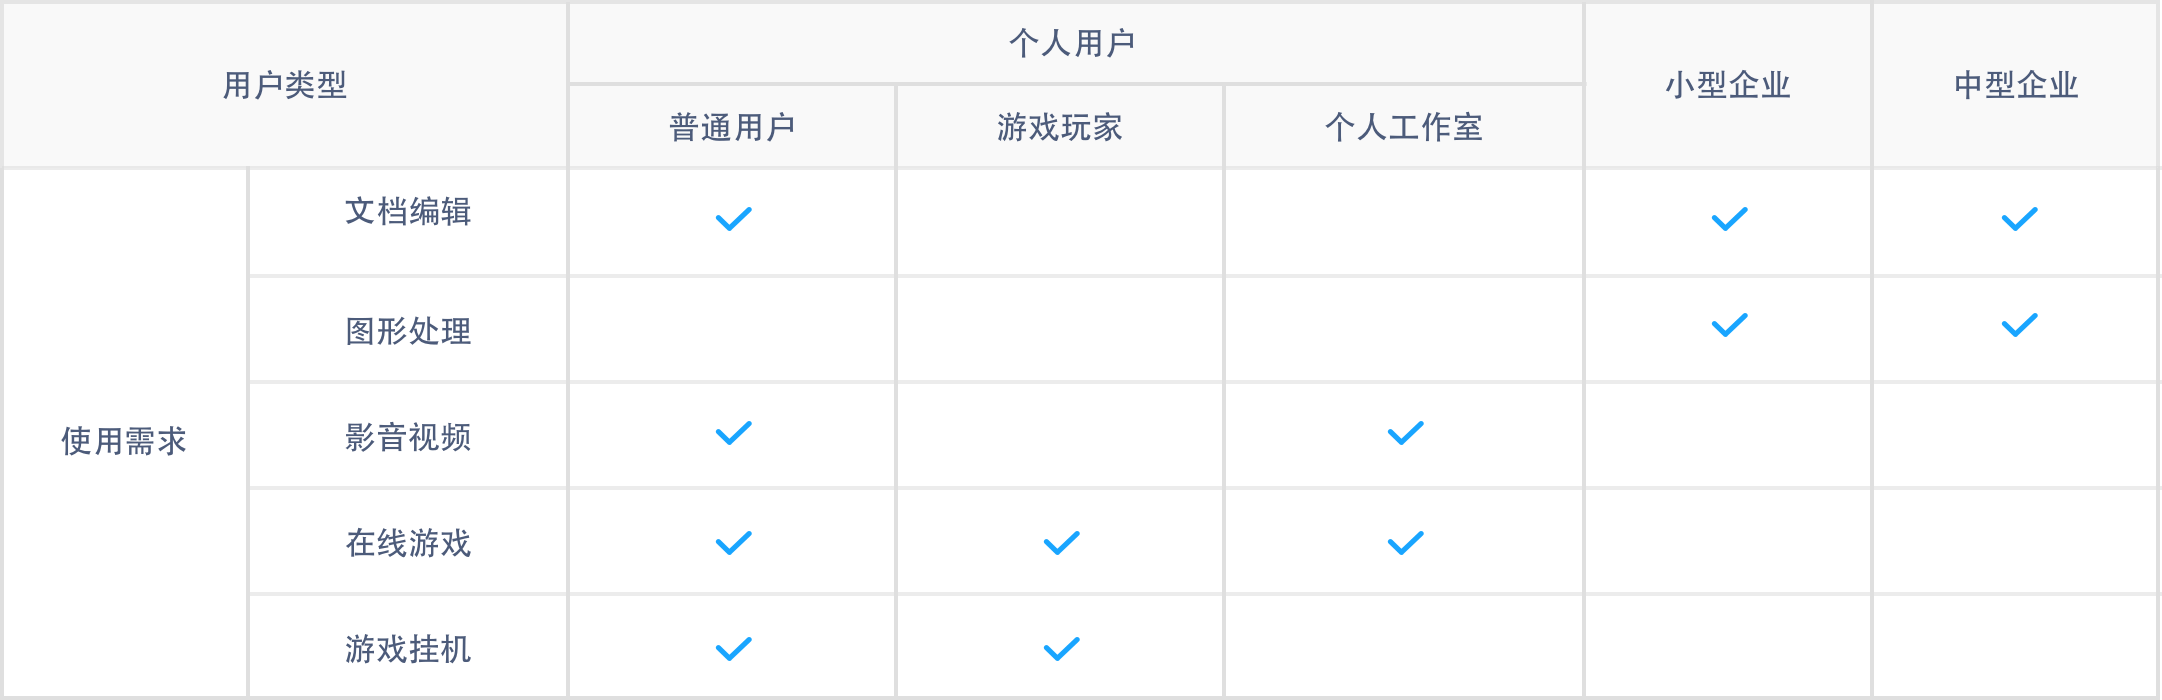 用户类型
个人用户
小型企业
中型企业
普通用户
游戏玩家
个人工作室
使用需求
文档编辑
图形处理
影音视频
在线游戏
游戏挂机